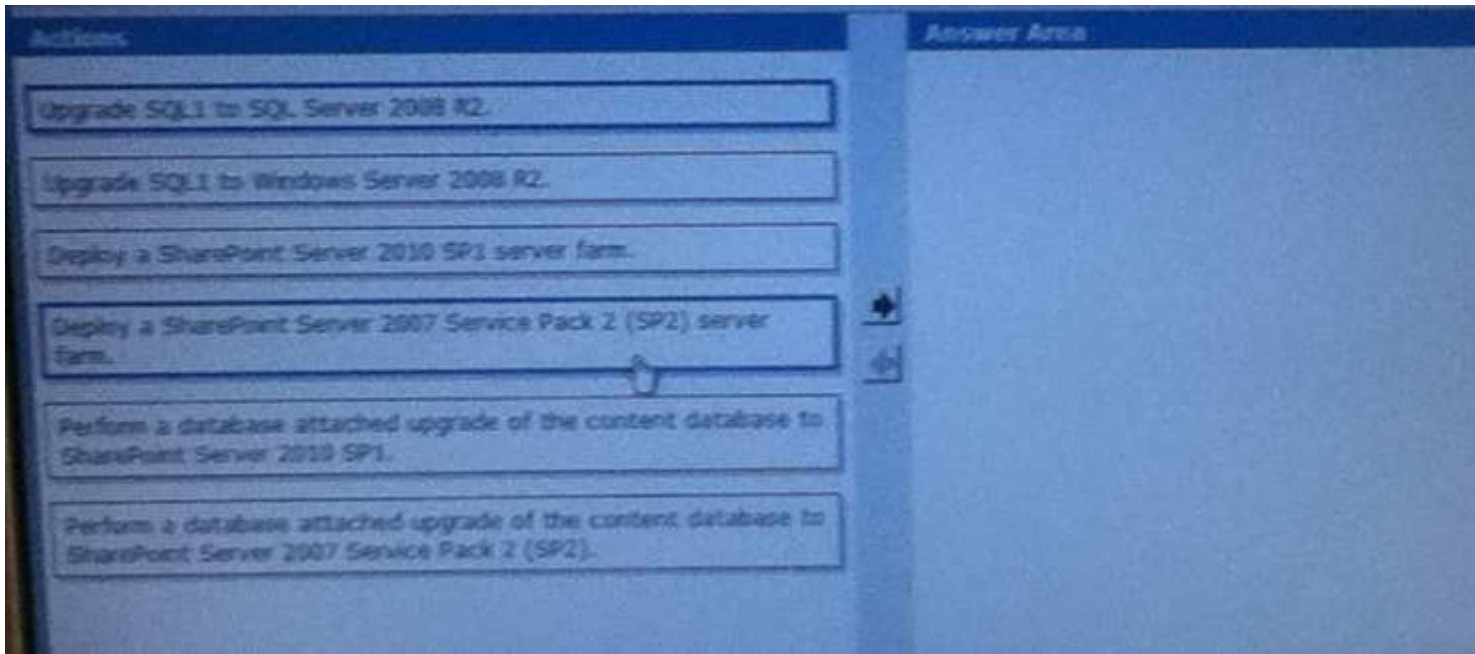 Actions
Answer Area
Upgrade SQL1 to SQL Server 2008 R2.
Upgrade SQL1 to Windows Server 2008 R2.
Deploy a SharePoint Server 2010 SP1 server farm.
Deploy a SharePoint Server 2007 Service Pack 2 (SP2) server
farm.
Perform a database attached upgrade of the content database to
SharePoint Server 2010 SP1.
Perform a database attached upgrade of the content database to
SharePoint Server 2007 Service Pack 2 (SP2).